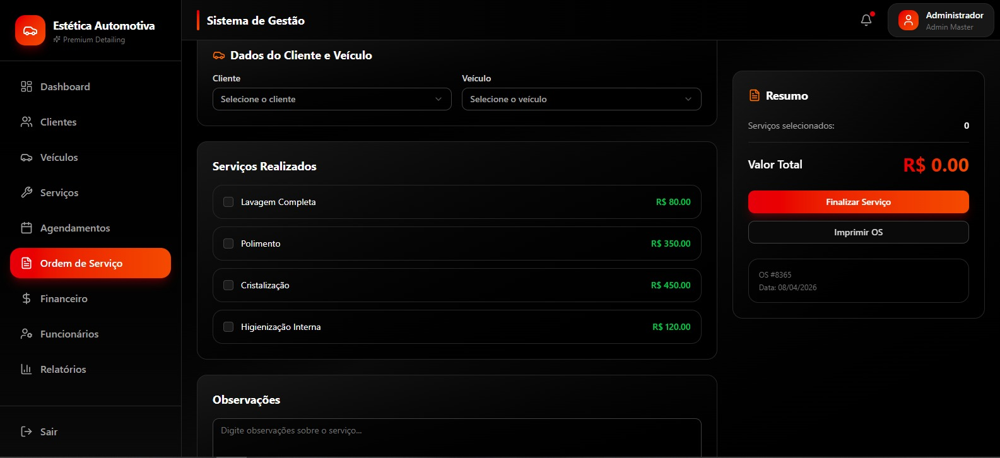 Estética Automotiva
Premium Detailing
Dashboard
Clientes
Veículos
Serviços
Agendamentos
Ordem de Serviço
Financeiro
Funcionários
Relatórios
Sair
Sistema de Gestão
Administrador
Admin Master
Dados do Cliente e Veículo
Cliente
Veículo
Selecione o cliente
Selecione o veículo
Serviços Realizados
Lavagem Completa
R$ 80.00
Polimento
R$ 350.00
Cristalização
R$ 450.00
Higienização Interna
R$ 120.00
Observações
Digite observações sobre o serviço...
Resumo
Serviços selecionados:
0
Valor Total
R$ 0.00
Finalizar Serviço
Imprimir OS
OS #8365
Data: 08/04/2026